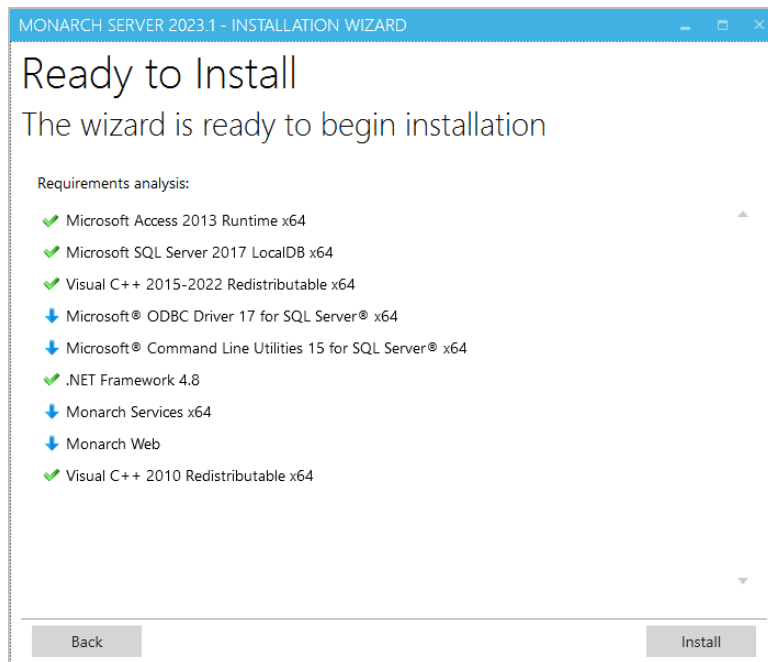 MONARCH SERVER 2023.1 - INSTALLATION WIZARD
Ready to Install
The wizard is ready to begin installation
Requirements analysis:
Microsoft Access 2013 Runtime x64
Microsoft SQL Server 2017 LocalDB x64
Visual C++ 2015-2022 Redistributable x64
Microsoft® ODBC Driver 17 for SQL Server® x64
Microsoft® Command Line Utilities 15 for SQL Server® x64
.NET Framework 4.8
Monarch Services x64
Monarch Web
Visual C++ 2010 Redistributable x64
Back Install